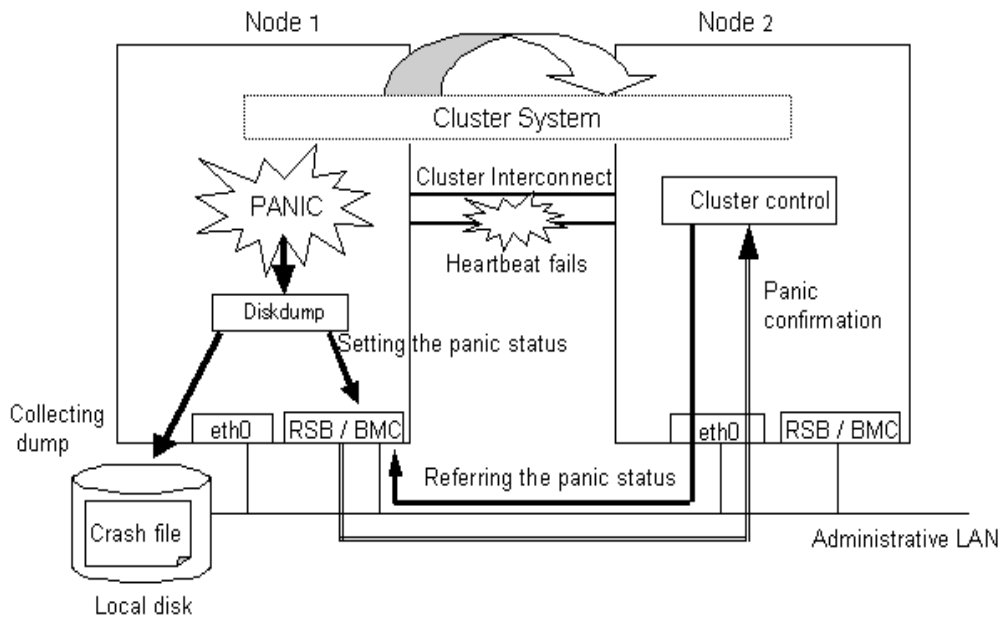 Node 1
Node 2
Cluster System
Cluster Interconnect
PANIC
Cluster control
Heartbeat fails
Panic
confirmation
Diskdump
Setting the panic status
Collecting
dump
eth0
RSB / BMC
eth0
RSB / BMC
Referring the panic status
Crash file
Administrative LAN
Local disk